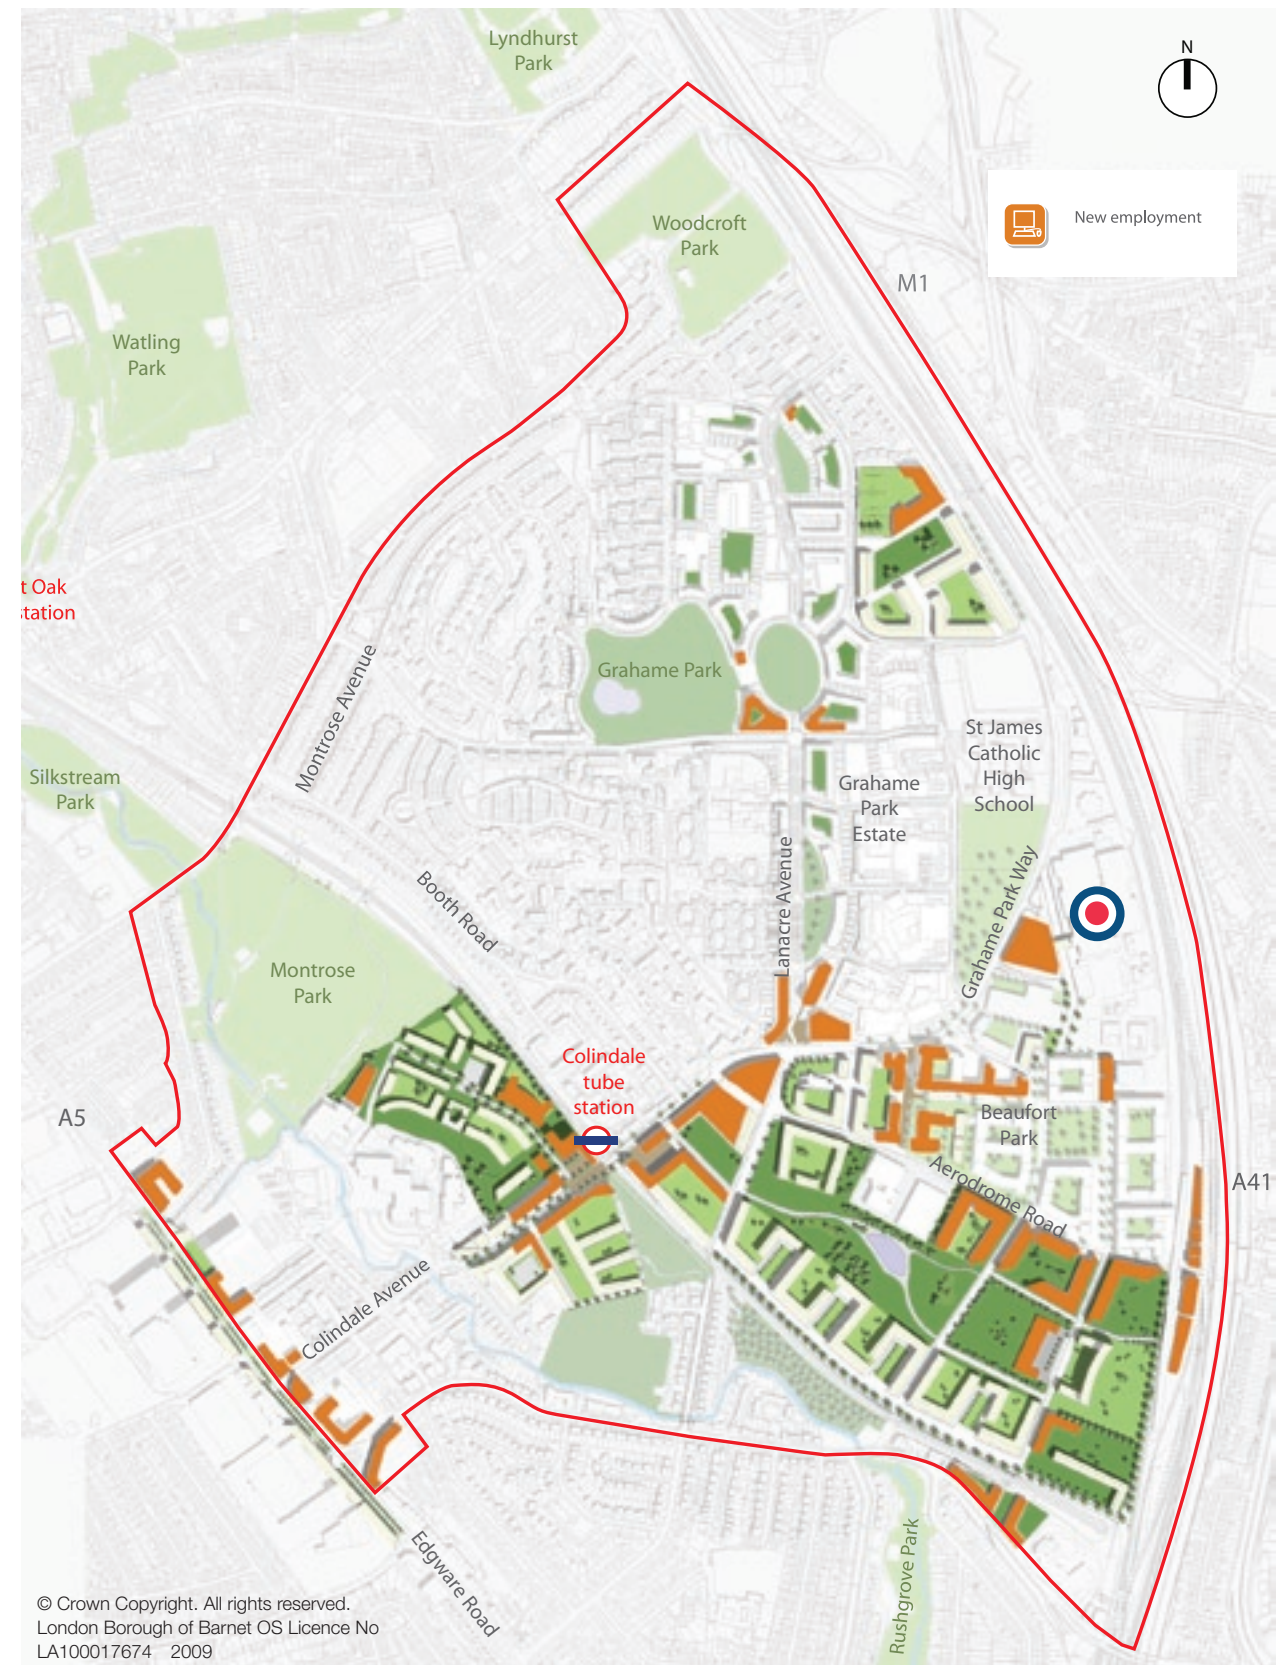 Lyndhurst
Park
N
New employment
Woodcroft
Park
M1
Watling
Park
t Oak
station
Montrose Avenue
Grahame Park
St James
Catholic
High
School
Silkstream
Park
Grahame
Park
Estate
Lanacre Avenue
Grahame Park Way
Booth Road
Montrose
Park
Colindale
tube
station
A5
Beaufort
Park
Aerodrome Road
A41
Colindale Avenue
Edgware Road
Rushgrove Park
© Crown Copyright. All rights reserved.
London Borough of Barnet OS Licence No
LA100017674 2009